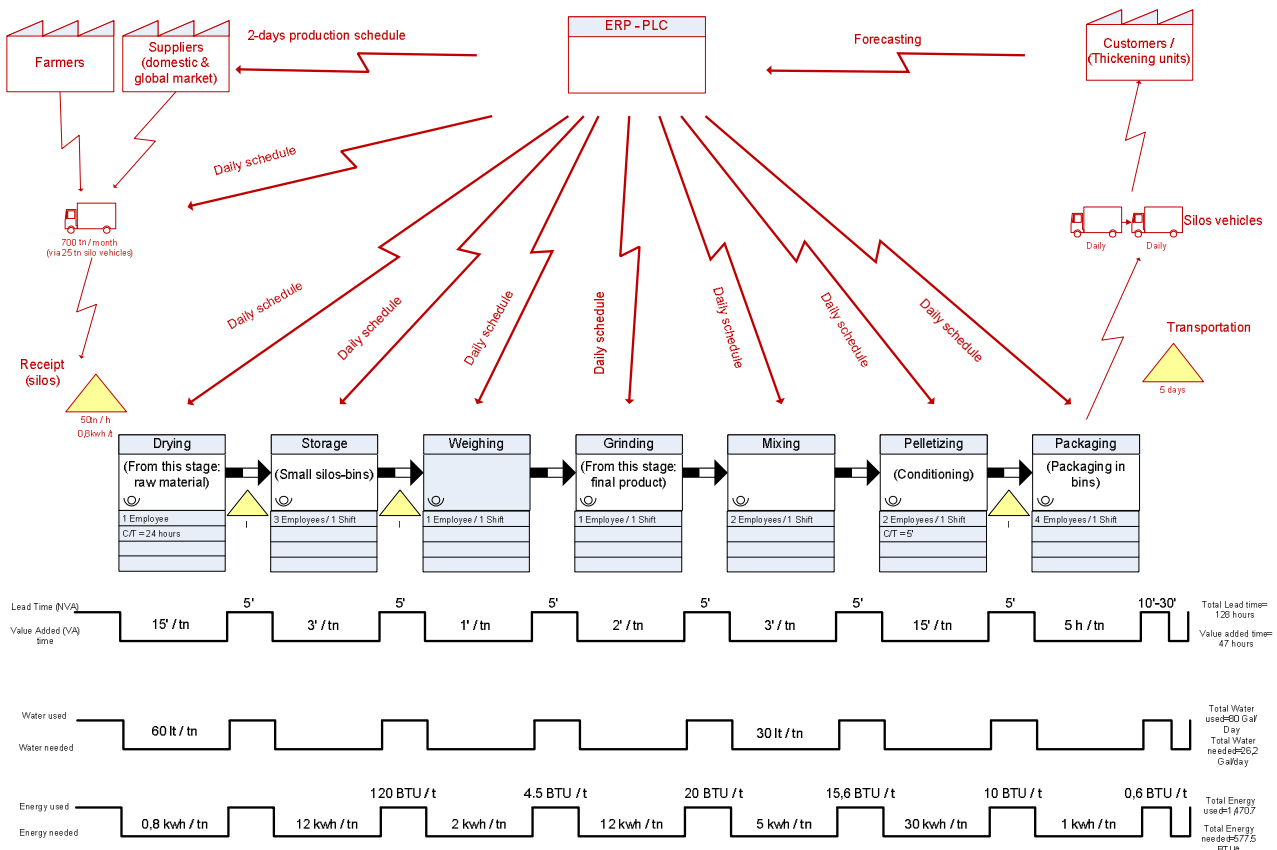 ERP - PLC
Farmers
Suppliers
(domestic &
global market)
2-days production schedule
Forecasting
Customers /
(Thickening units)
Daily schedule
700 tn / month
(via 25 tn silo vehicles)
Silos vehicles
Daily
Daily
Daily schedule
Daily schedule
Daily schedule
Daily schedule
Daily schedule
Daily schedule
Daily schedule
Transportation
5 days
Receipt
(silos)
50tn / h
0,8kwh /t
Drying
(From this stage:
raw material)
1 Employee
C/T = 24 hours
I
Storage
(Small silos-bins)
3 Employees / 1 Shift
I
Weighing
1 Employee / 1 Shift
Grinding
(From this stage:
final product)
1 Employee / 1 Shift
Mixing
2 Employees / 1 Shift
Pelletizing
(Conditioning)
2 Employees / 1 Shift
C/T = 5'
I
Packaging
(Packaging in
bins)
4 Employees / 1 Shift
Lead Time (NVA)
5' 5' 5' 5' 5' 5' 10'-30'
Total Lead time=
128 hours
Value Added (VA)
time
15' / tn 3' / tn 1' / tn 2' / tn 3' / tn 15' / tn 5 h / tn
Value added time=
47 hours
Water used
Water needed
60 lt / tn 30 lt / tn
Total Water
used=80 Gal/
Day
Total Water
needed=26,2
Gal/day
120 BTU / t 4.5 BTU / t 20 BTU / t 15,6 BTU / t 10 BTU / t 0,6 BTU / t
Energy used
Energy needed
0,8 kwh / tn 12 kwh / tn 2 kwh / tn 12 kwh / tn 5 kwh / tn 30 kwh / tn 1 kwh / tn
Total Energy
used=1,470.7
Total Energy
needed=577,5
BTU/t